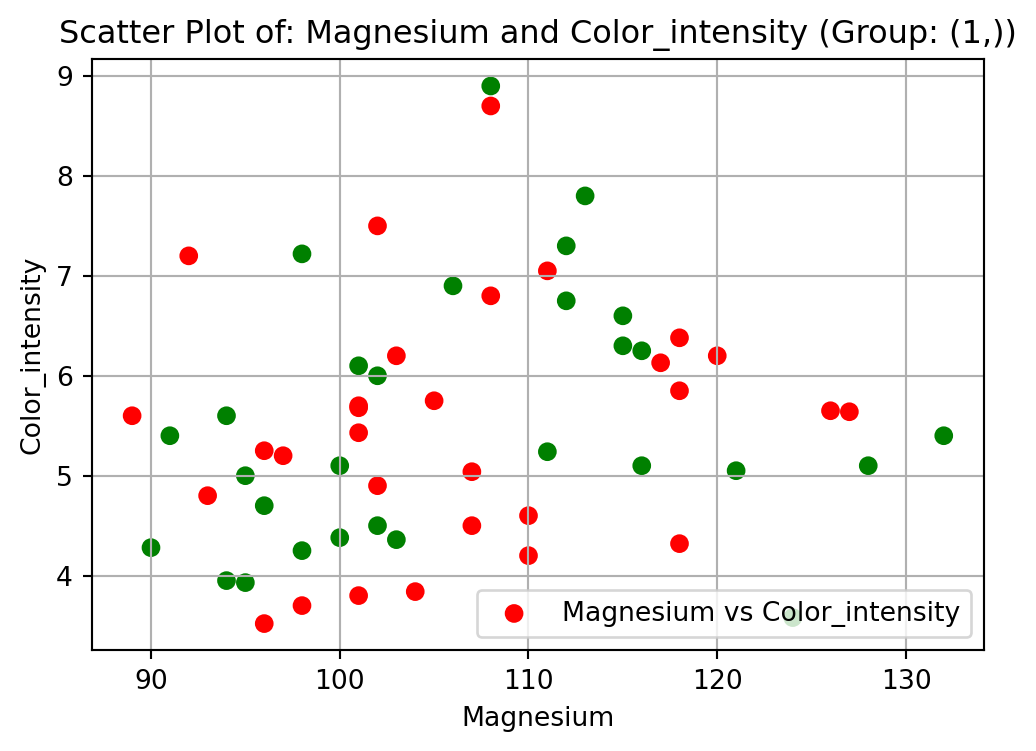 Scatter Plot of: Magnesium and Color_intensity (Group: (1,))
9
8
7
6
5
4
Color_intensity
Magnesium vs Color_intensity
90 100 110 120 130
Magnesium